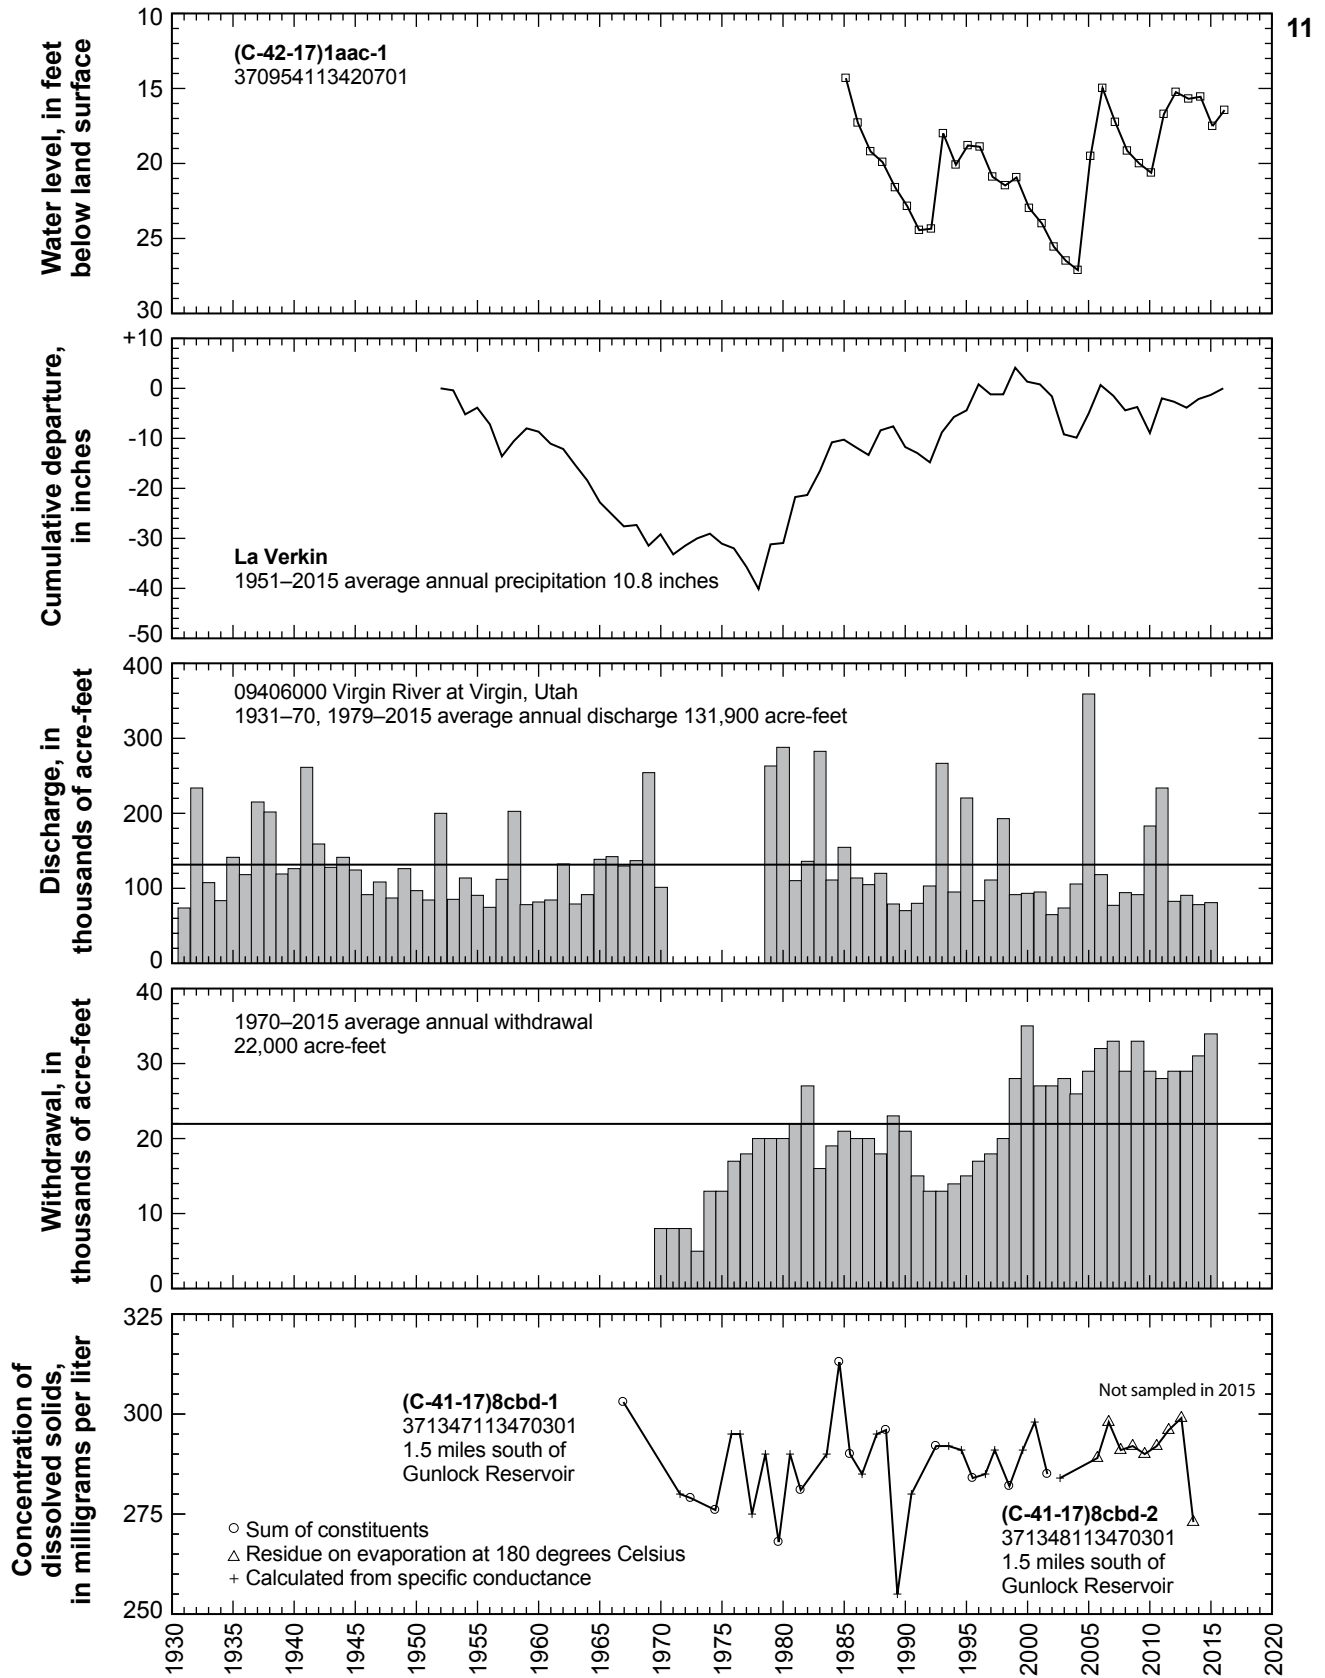 11
Water level, in feet
below land surface
10
15
20
25
30
(C-42-17)1aac-1
370954113420701
Cumulative departure,
in inches
+10
0
-10
-20
-30
-40
-50
La Verkin
1951–2015 average annual precipitation 10.8 inches
Discharge, in
thousands of acre-feet
400
300
200
100
0
09406000 Virgin River at Virgin, Utah
1931–70, 1979–2015 average annual discharge 131,900 acre-feet
Withdrawal, in
thousands of acre-feet
40
30
20
10
0
1970–2015 average annual withdrawal
22,000 acre-feet
Concentration of
dissolved solids,
in milligrams per liter
325
300
275
250
(C-41-17)8cbd-1
371347113470301
1.5 miles south of
Gunlock Reservoir
Sum of constituents
Residue on evaporation at 180 degrees Celsius
Calculated from specific conductance
Not sampled in 2015
(C-41-17)8cbd-2
371348113470301
1.5 miles south of
Gunlock Reservoir
1930
1935
1940
1945
1950
1955
1960
1965
1970
1975
1980
1985
1990
1995
2000
2005
2010
2015
2020